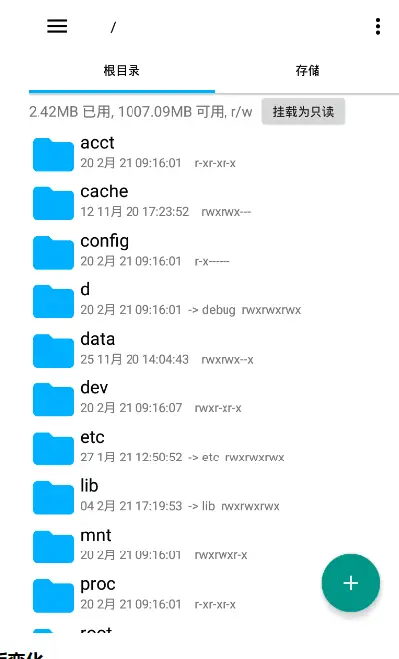 /
根目录 存储
2.42MB 已用, 1007.09MB 可用, r/w 挂载为只读
acct
20 2月 21 09:16:01 r-xr-xr-x
cache
12 11月 20 17:23:52 rwxrwx---
config
20 2月 21 09:16:01 r-x------
d
20 2月 21 09:16:01 -> debug rwxrwxrwx
data
25 11月 20 14:04:43 rwxrwx--x
dev
20 2月 21 09:16:07 rwxr-xr-x
etc
27 1月 21 12:50:52 -> etc rwxrwxrwx
lib
04 2月 21 17:19:53 -> lib rwxrwxrwx
mnt
20 2月 21 09:16:01 rwxrwxr-x
proc
20 2月 21 09:16:01 r-xr-xr-x